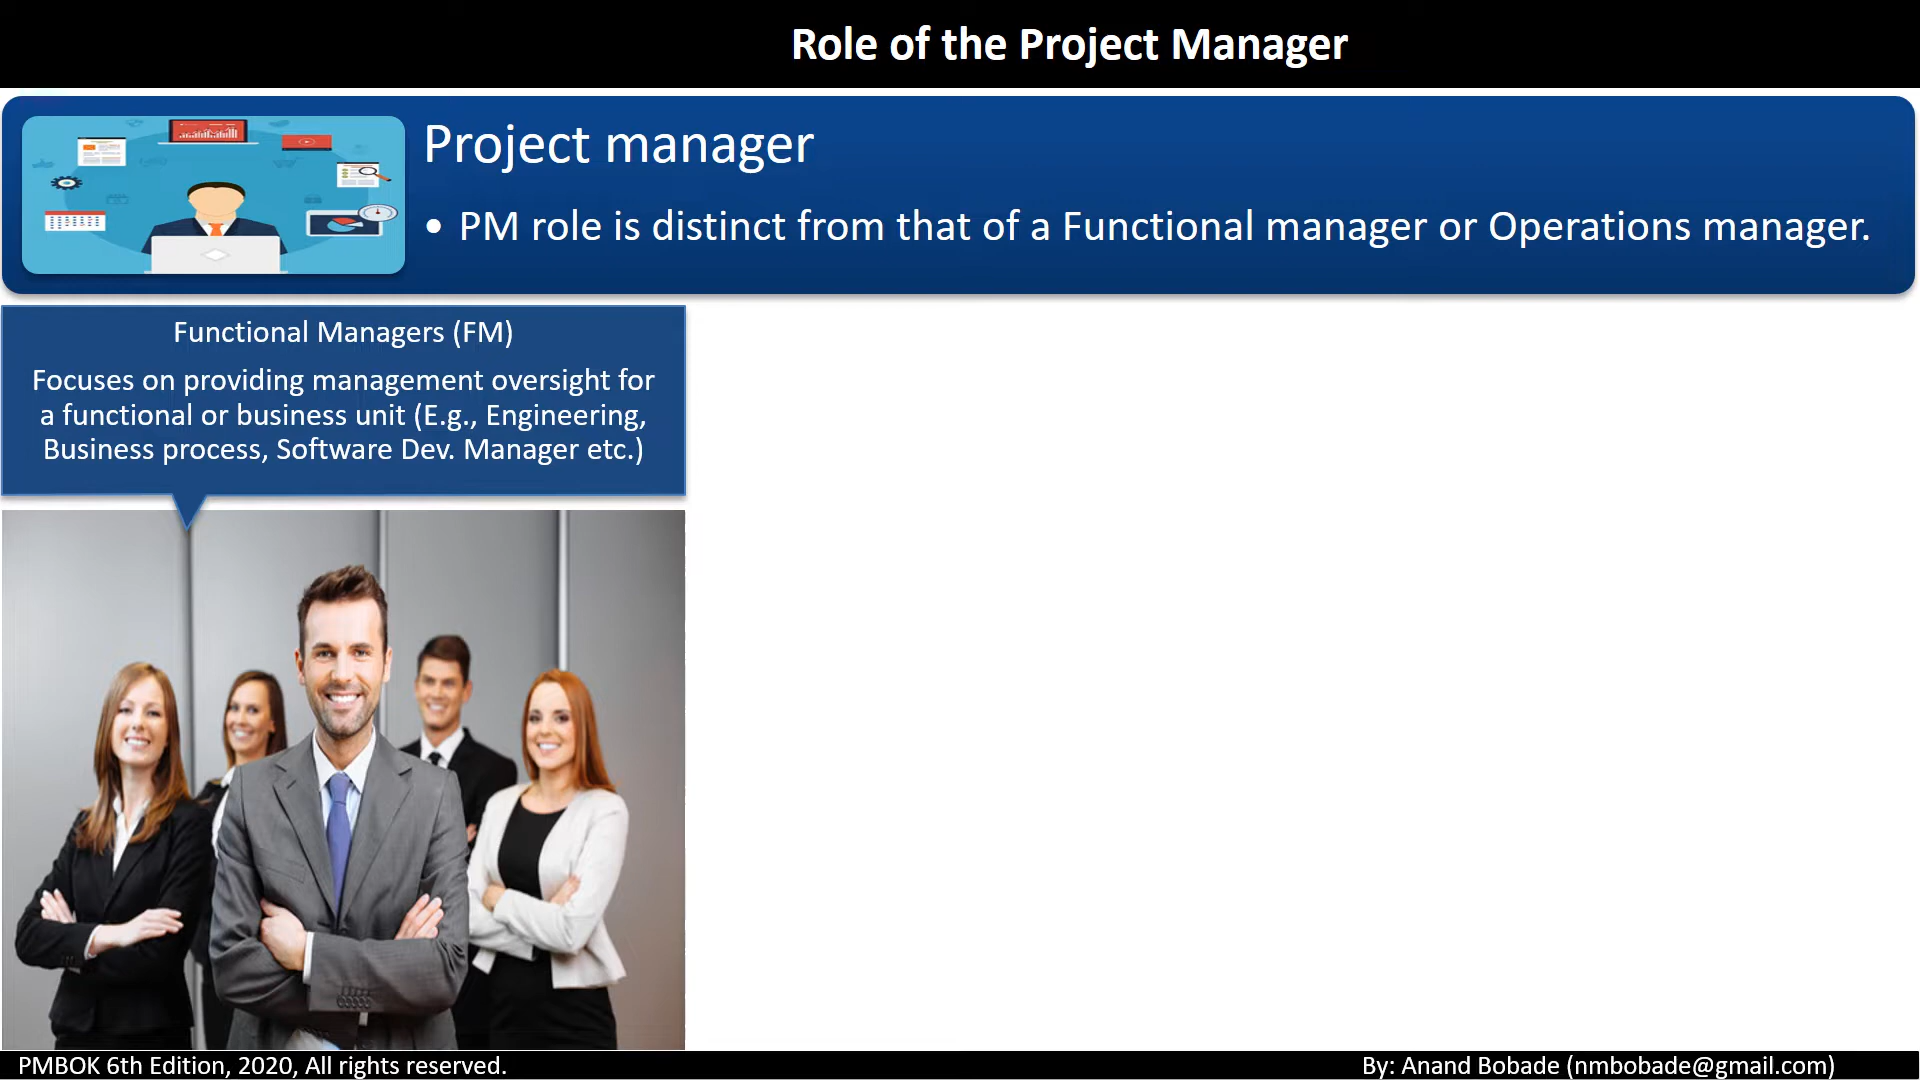 Role of the Project Manager
Project manager
• PM role is distinct from that of a Functional manager or Operations manager.
Functional Managers (FM)
Focuses on providing management oversight for
a functional or business unit (E.g., Engineering,
Business process, Software Dev. Manager etc.)
PMBOK 6th Edition, 2020, All rights reserved.
By: Anand Bobade (nmbobade@gmail.com)